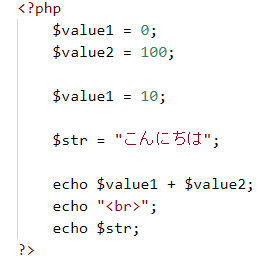 <?php
$value1 = 0;
$value2 = 100;
$value1 = 10;
$str = "こんにちは";
echo $value1 + $value2;
echo "<br>";
echo $str;
?>